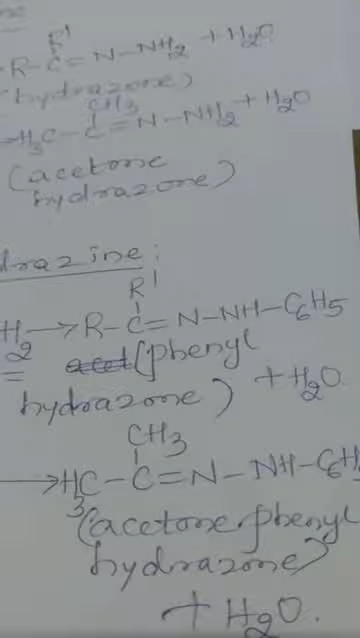 R'
R-C=N-NH2 +H2O
(hydrazone)
CH3
H3C-C=N-NH2+H2O
(acetone
hydrazone)
drazine:
R'
H2→R-C=N-NH-C6H5
(phenyl
hydrazone) +H2O.
CH3
→H3C-C=N-NH-C6H
(acetone phenyl
hydrazone)
+H2O.